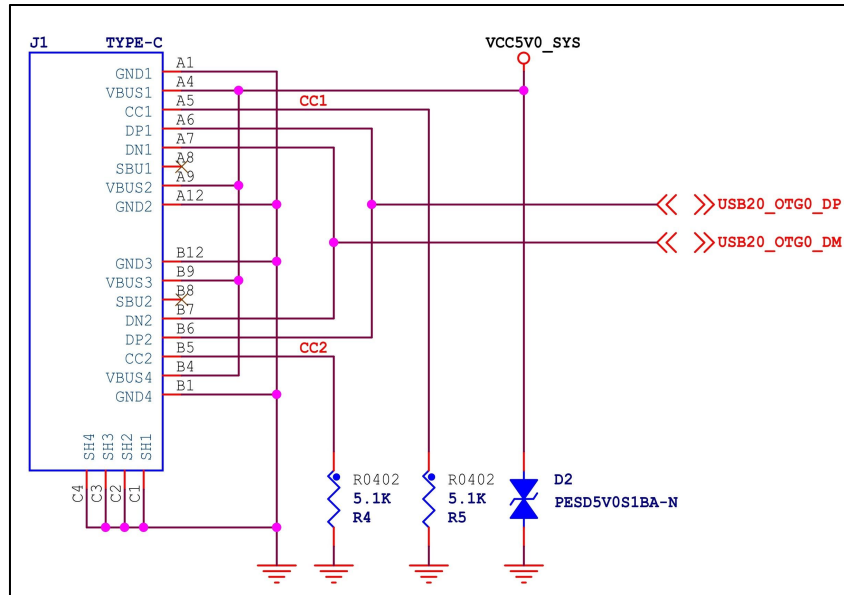 J1 TYPE-C
VCC5V0_SYS
GND1 A1
VBUS1 A4
CC1 A5 CC1
DP1 A6
DN1 A7
SBU1 A8
VBUS2 A9
GND2 A12
USB20_OTG0_DP
USB20_OTG0_DM
GND3 B12
VBUS3 B9
SBU2 B8
DN2 B7
DP2 B6
CC2 B5 CC2
VBUS4 B4
GND4 B1
SH4 SH3 SH2 SH1
C4 C3 C2 C1
R0402
5.1K
R4
R0402
5.1K
R5
D2
PESD5V0S1BA-N